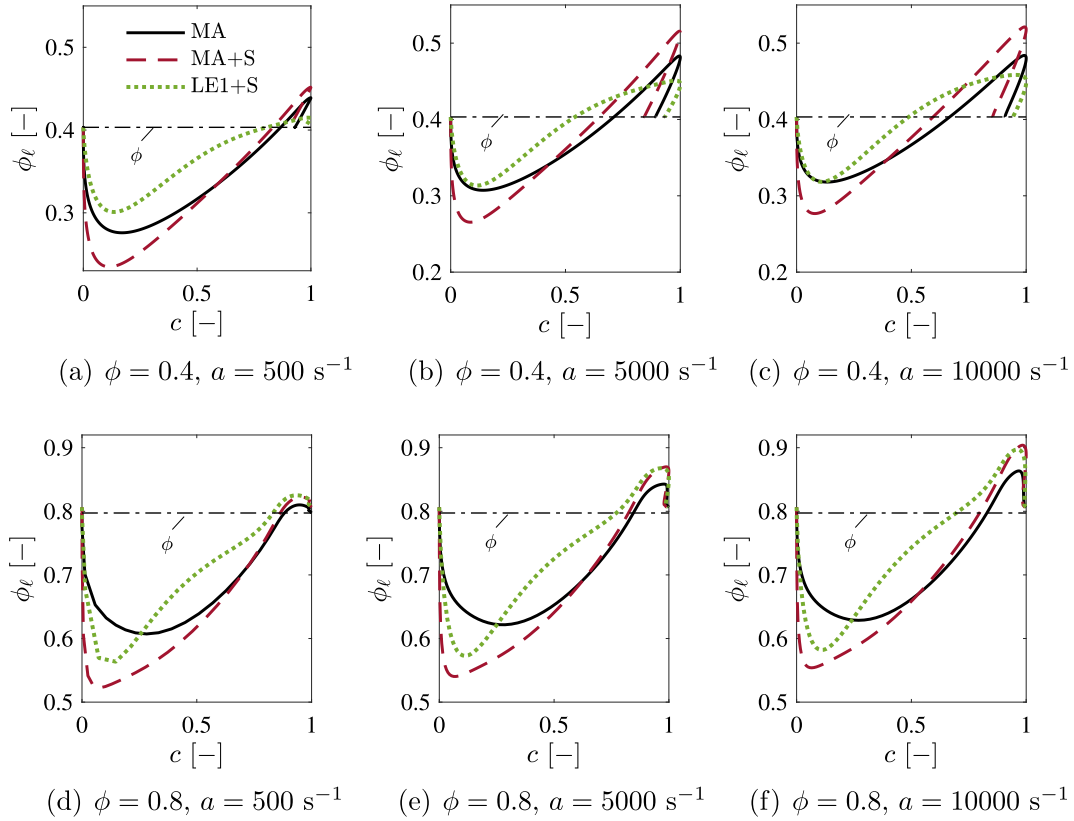 MA
MA+S
LE1+S
0.5
0.4
0.3
ϕℓ [−]
ϕ
0 0.5 1
c [−]
(a) ϕ = 0.4, a = 500 s⁻¹
0.5
0.4
0.3
0.2
ϕℓ [−]
ϕ
0 0.5 1
c [−]
(b) ϕ = 0.4, a = 5000 s⁻¹
0.5
0.4
0.3
0.2
ϕℓ [−]
ϕ
0 0.5 1
c [−]
(c) ϕ = 0.4, a = 10000 s⁻¹
0.9
0.8
0.7
0.6
0.5
ϕℓ [−]
ϕ
0 0.5 1
c [−]
(d) ϕ = 0.8, a = 500 s⁻¹
0.9
0.8
0.7
0.6
0.5
ϕℓ [−]
ϕ
0 0.5 1
c [−]
(e) ϕ = 0.8, a = 5000 s⁻¹
0.9
0.8
0.7
0.6
0.5
ϕℓ [−]
ϕ
0 0.5 1
c [−]
(f) ϕ = 0.8, a = 10000 s⁻¹